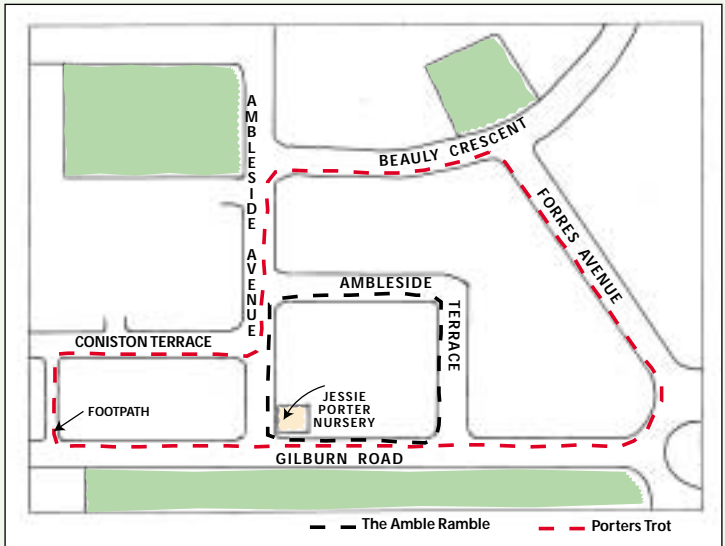 AMBLESIDE AVENUE
BEAULY CRESCENT
FORRES AVENUE
AMBLESIDE
TERRACE
CONISTON TERRACE
JESSIE
PORTER
NURSERY
FOOTPATH
GILBURN ROAD
The Amble Ramble
Porters Trot